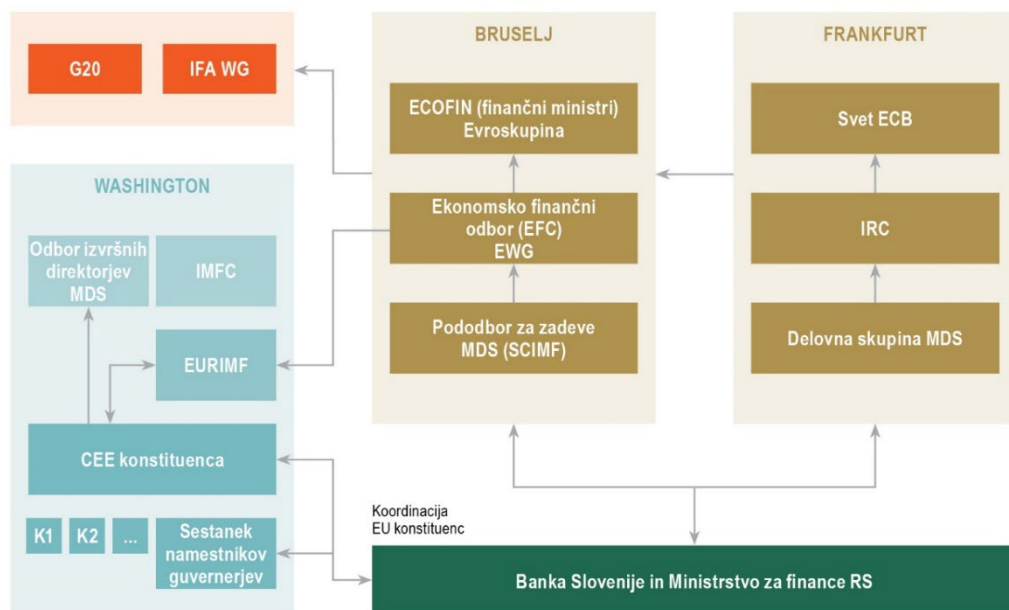 G20
IFA WG
WASHINGTON
Odbor izvršnih
direktorjev
MDS
IMFC
EURIMF
CEE konstituenca
K1
K2
...
Sestanek
namestnikov
guvernerjev
BRUSELJ
ECOFIN (finančni ministri)
Evroskupina
Ekonomsko finančni
odbor (EFC)
EWG
Pododbor za zadeve
MDS (SCIMF)
FRANKFURT
Svet ECB
IRC
Delovna skupina MDS
Koordinacija
EU konstituenc
Banka Slovenije in Ministrstvo za finance RS